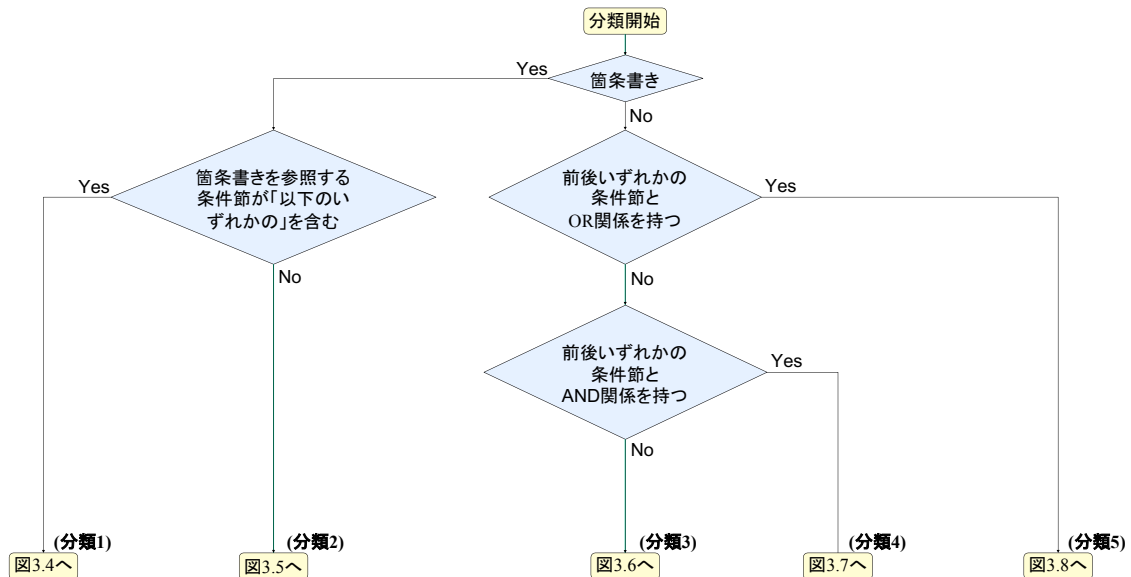 分類開始
Yes
箇条書き
No
Yes
箇条書きを参照する
条件節が｢以下のい
ずれかの｣を含む
No
前後いずれかの
条件節と
OR関係を持つ
Yes
No
前後いずれかの
条件節と
AND関係を持つ
Yes
No
(分類1)
図3.4へ
(分類2)
図3.5へ
(分類3)
図3.6へ
(分類4)
図3.7へ
(分類5)
図3.8へ